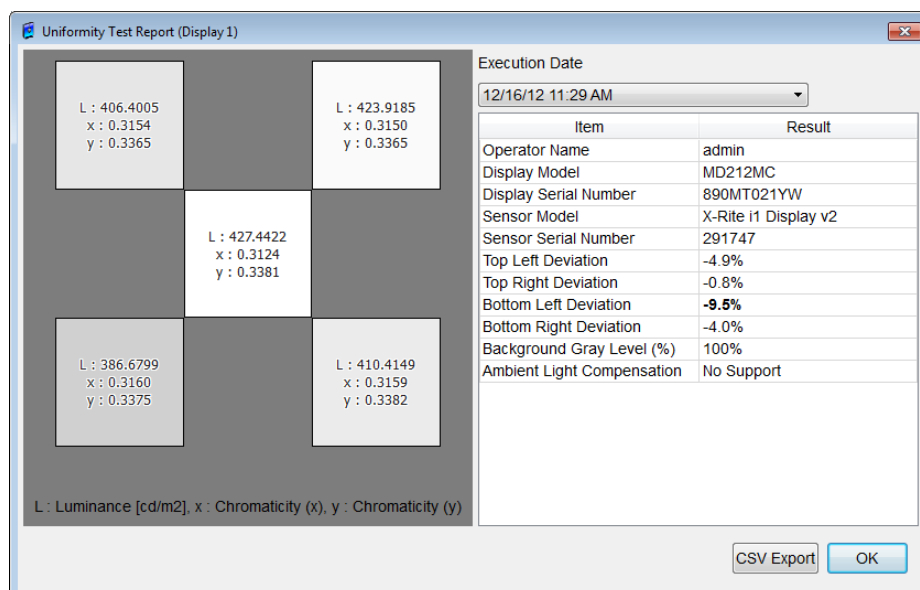 Uniformity Test Report (Display 1)
L : 406.4005
x : 0.3154
y : 0.3365
L : 423.9185
x : 0.3150
y : 0.3365
L : 427.4422
x : 0.3124
y : 0.3381
L : 386.6799
x : 0.3160
y : 0.3375
L : 410.4149
x : 0.3159
y : 0.3382
L : Luminance [cd/m2], x : Chromaticity (x), y : Chromaticity (y)
Execution Date
12/16/12 11:29 AM
Item Result
Operator Name admin
Display Model MD212MC
Display Serial Number 890MT021YW
Sensor Model X-Rite i1 Display v2
Sensor Serial Number 291747
Top Left Deviation -4.9%
Top Right Deviation -0.8%
Bottom Left Deviation -9.5%
Bottom Right Deviation -4.0%
Background Gray Level (%) 100%
Ambient Light Compensation No Support
CSV Export OK